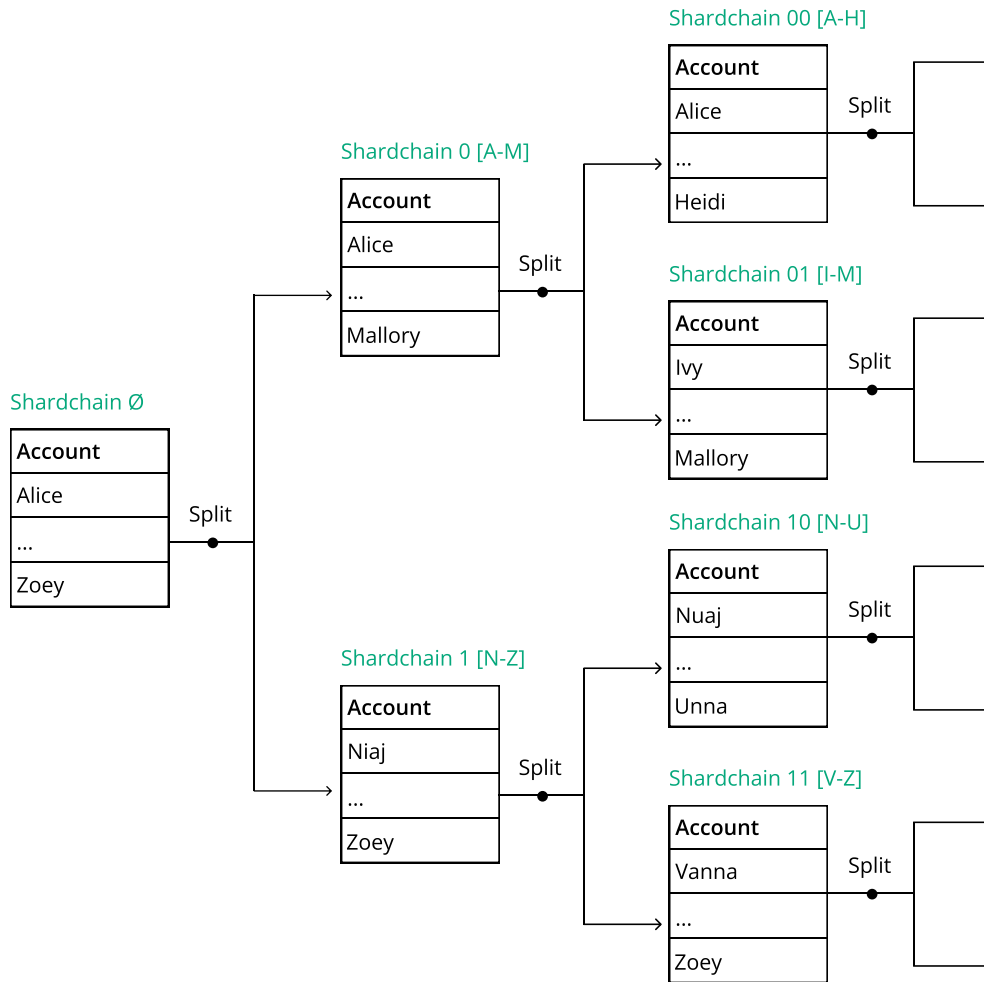 Shardchain Ø
Account
Alice
...
Zoey
Split
Shardchain 0 [A-M]
Account
Alice
...
Mallory
Split
Shardchain 1 [N-Z]
Account
Niaj
...
Zoey
Split
Shardchain 00 [A-H]
Account
Alice
...
Heidi
Split
Shardchain 01 [I-M]
Account
Ivy
...
Mallory
Split
Shardchain 10 [N-U]
Account
Nuaj
...
Unna
Split
Shardchain 11 [V-Z]
Account
Vanna
...
Zoey
Split